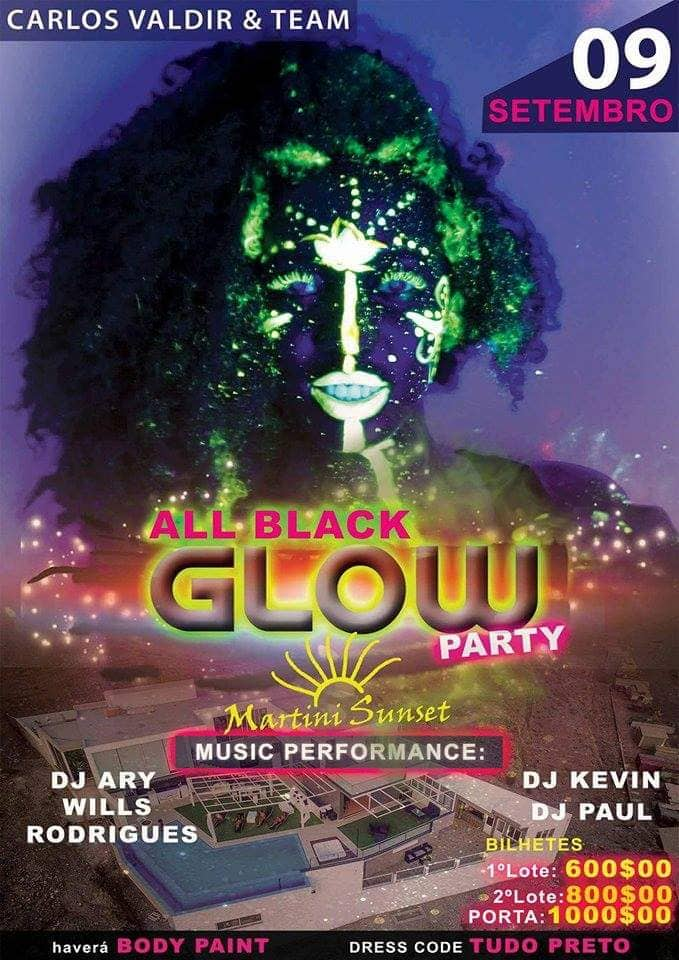 CARLOS VALDIR & TEAM
09
SETEMBRO
ALL BLACK
GLOW
PARTY
Martini Sunset
MUSIC PERFORMANCE:
DJ ARY
WILLS
RODRIGUES
DJ KEVIN
DJ PAUL
BILHETES
1ºLote: 600$00
2ºLote:800$00
PORTA:1000$00
haverá BODY PAINT
DRESS CODE TUDO PRETO